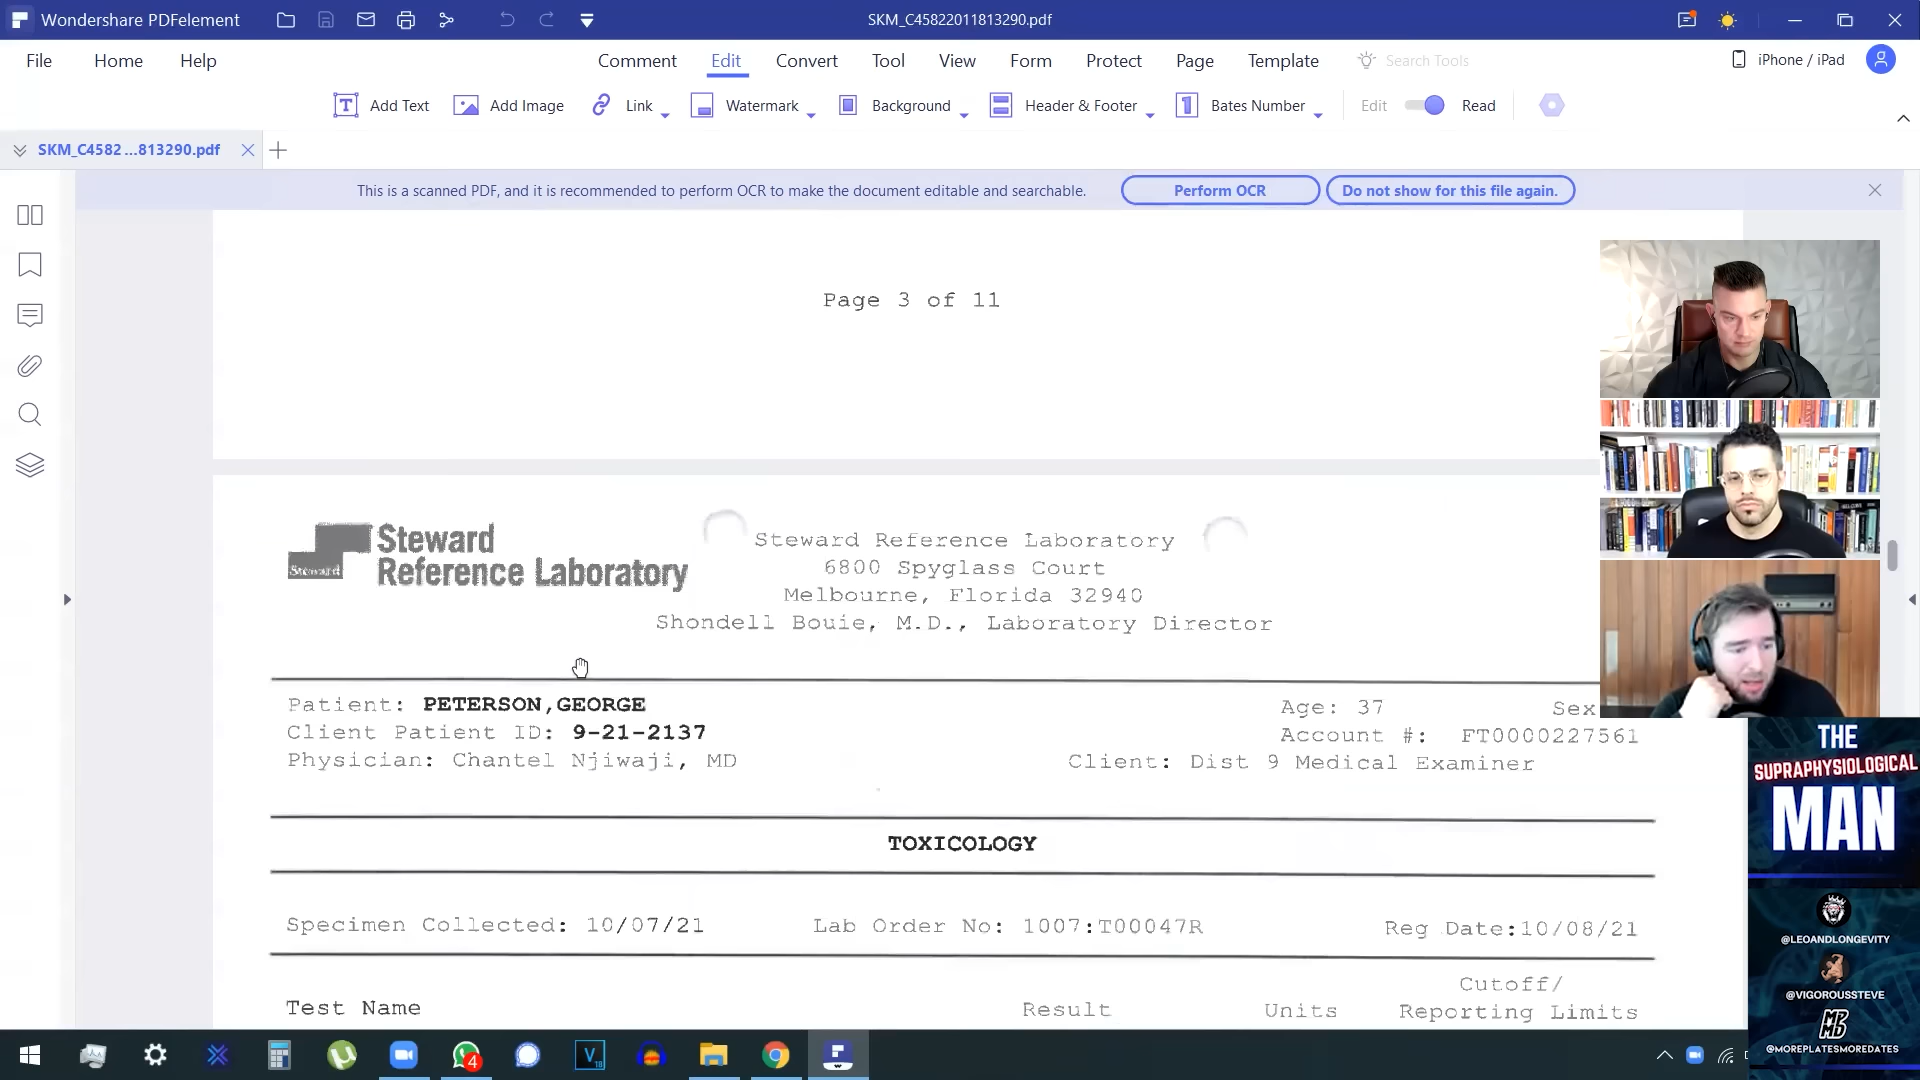 Wondershare PDFelement
SKM_C45822011813290.pdf
File Home Help
Comment Edit Convert Tool View Form Protect Page Template Search Tools
iPhone / iPad
Add Text Add Image Link Watermark Background Header & Footer Bates Number Edit Read
SKM_C4582 ...813290.pdf
This is a scanned PDF, and it is recommended to perform OCR to make the document editable and searchable.
Perform OCR
Do not show for this file again.
Page 3 of 11
Steward
Steward
Reference Laboratory
Steward Reference Laboratory
6800 Spyglass Court
Melbourne, Florida 32940
Shondell Bouie, M.D., Laboratory Director
Patient: PETERSON,GEORGE Age: 37 Sex
Client Patient ID: 9-21-2137 Account #: FT0000227561
Physician: Chantel Njiwaji, MD Client: Dist 9 Medical Examiner
TOXICOLOGY
Specimen Collected: 10/07/21 Lab Order No: 1007:T00047R Reg Date:10/08/21
Cutoff/
Test Name Result Units Reporting Limits
THE
SUPRAPHYSIOLOGICAL
MAN
@LEOANDLONGEVITY
@VIGOROUSSTEVE
@MOREPLATESMOREDATES
4
V
18